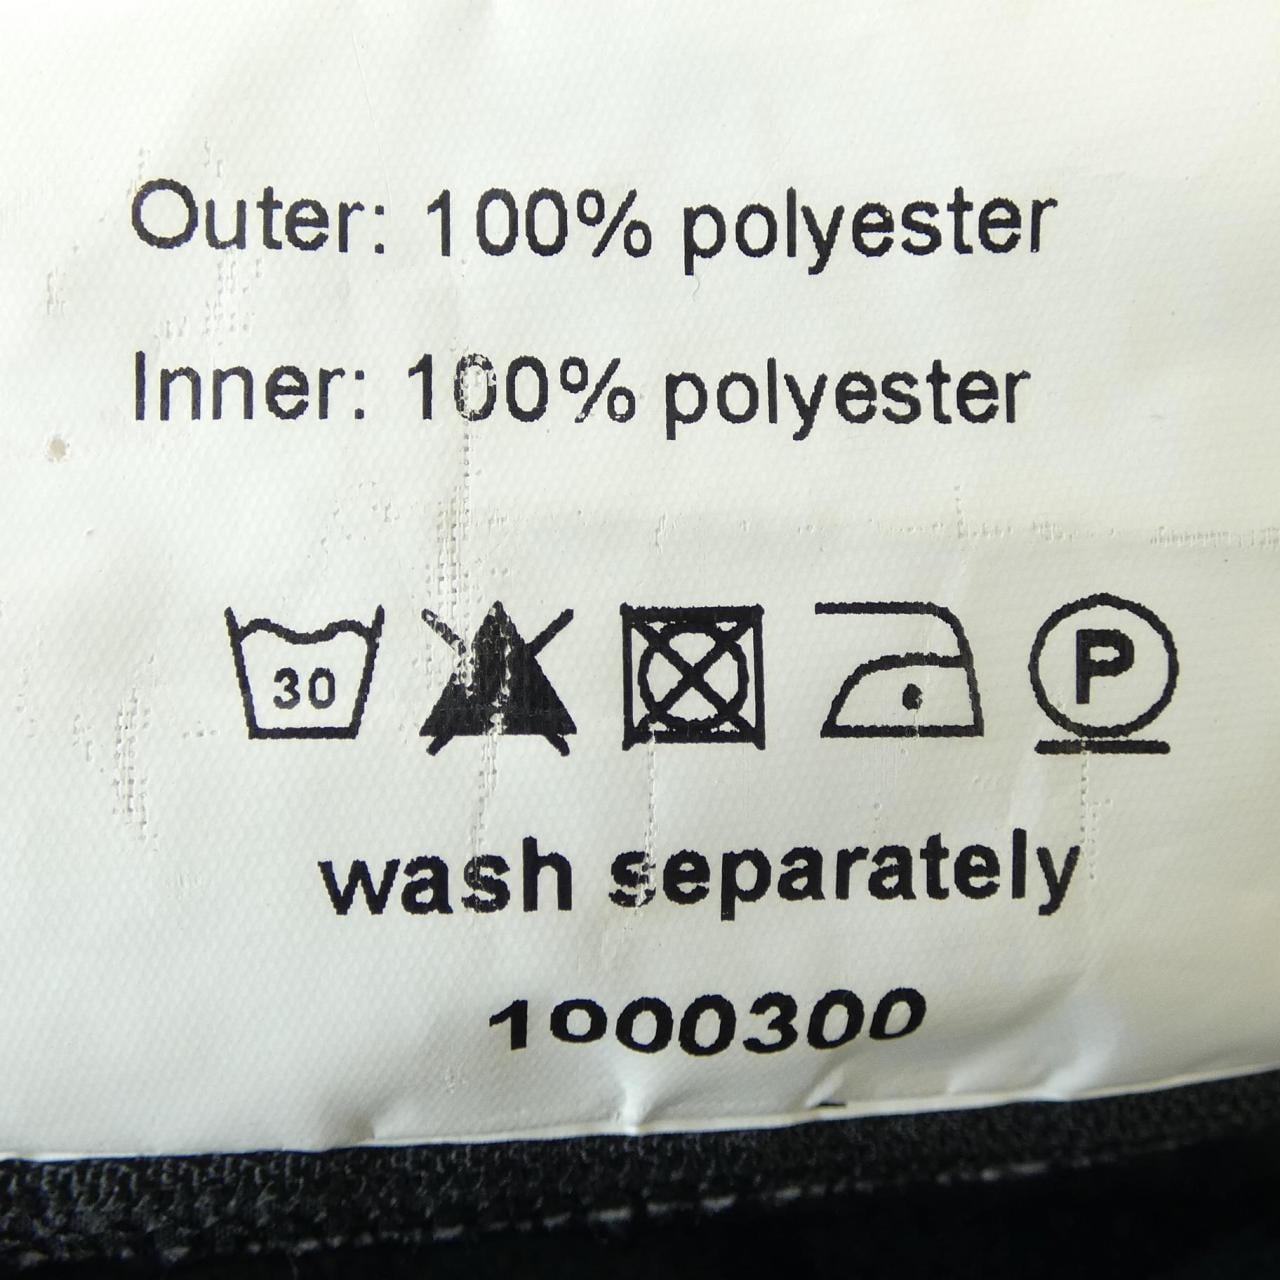 Outer: 100% polyester
Inner: 100% polyester
30 P
wash separately
1000300